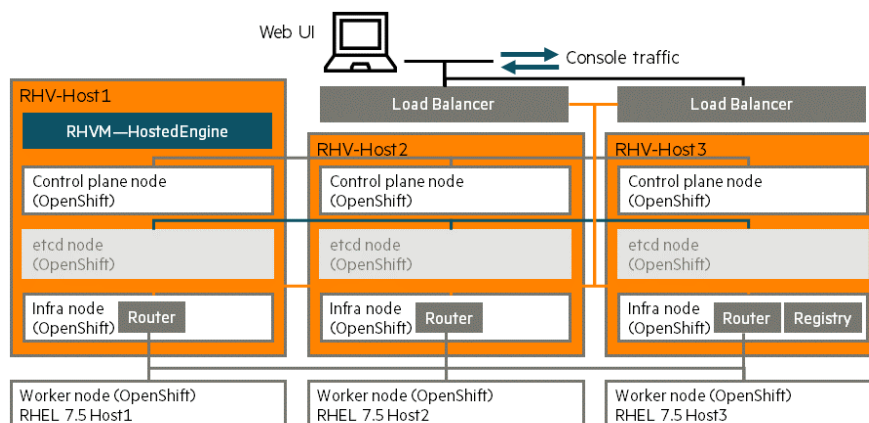 Web UI
Console traffic
RHV-Host1
Load Balancer
Load Balancer
RHVM—HostedEngine
RHV-Host2
RHV-Host3
Control plane node
(OpenShift)
Control plane node
(OpenShift)
Control plane node
(OpenShift)
etcd node
(OpenShift)
etcd node
(OpenShift)
etcd node
(OpenShift)
Infra node
(OpenShift)
Router
Infra node
(OpenShift)
Router
Infra node
(OpenShift)
Router
Registry
Worker node (OpenShift)
RHEL 7.5 Host1
Worker node (OpenShift)
RHEL 7.5 Host2
Worker node (OpenShift)
RHEL 7.5 Host3